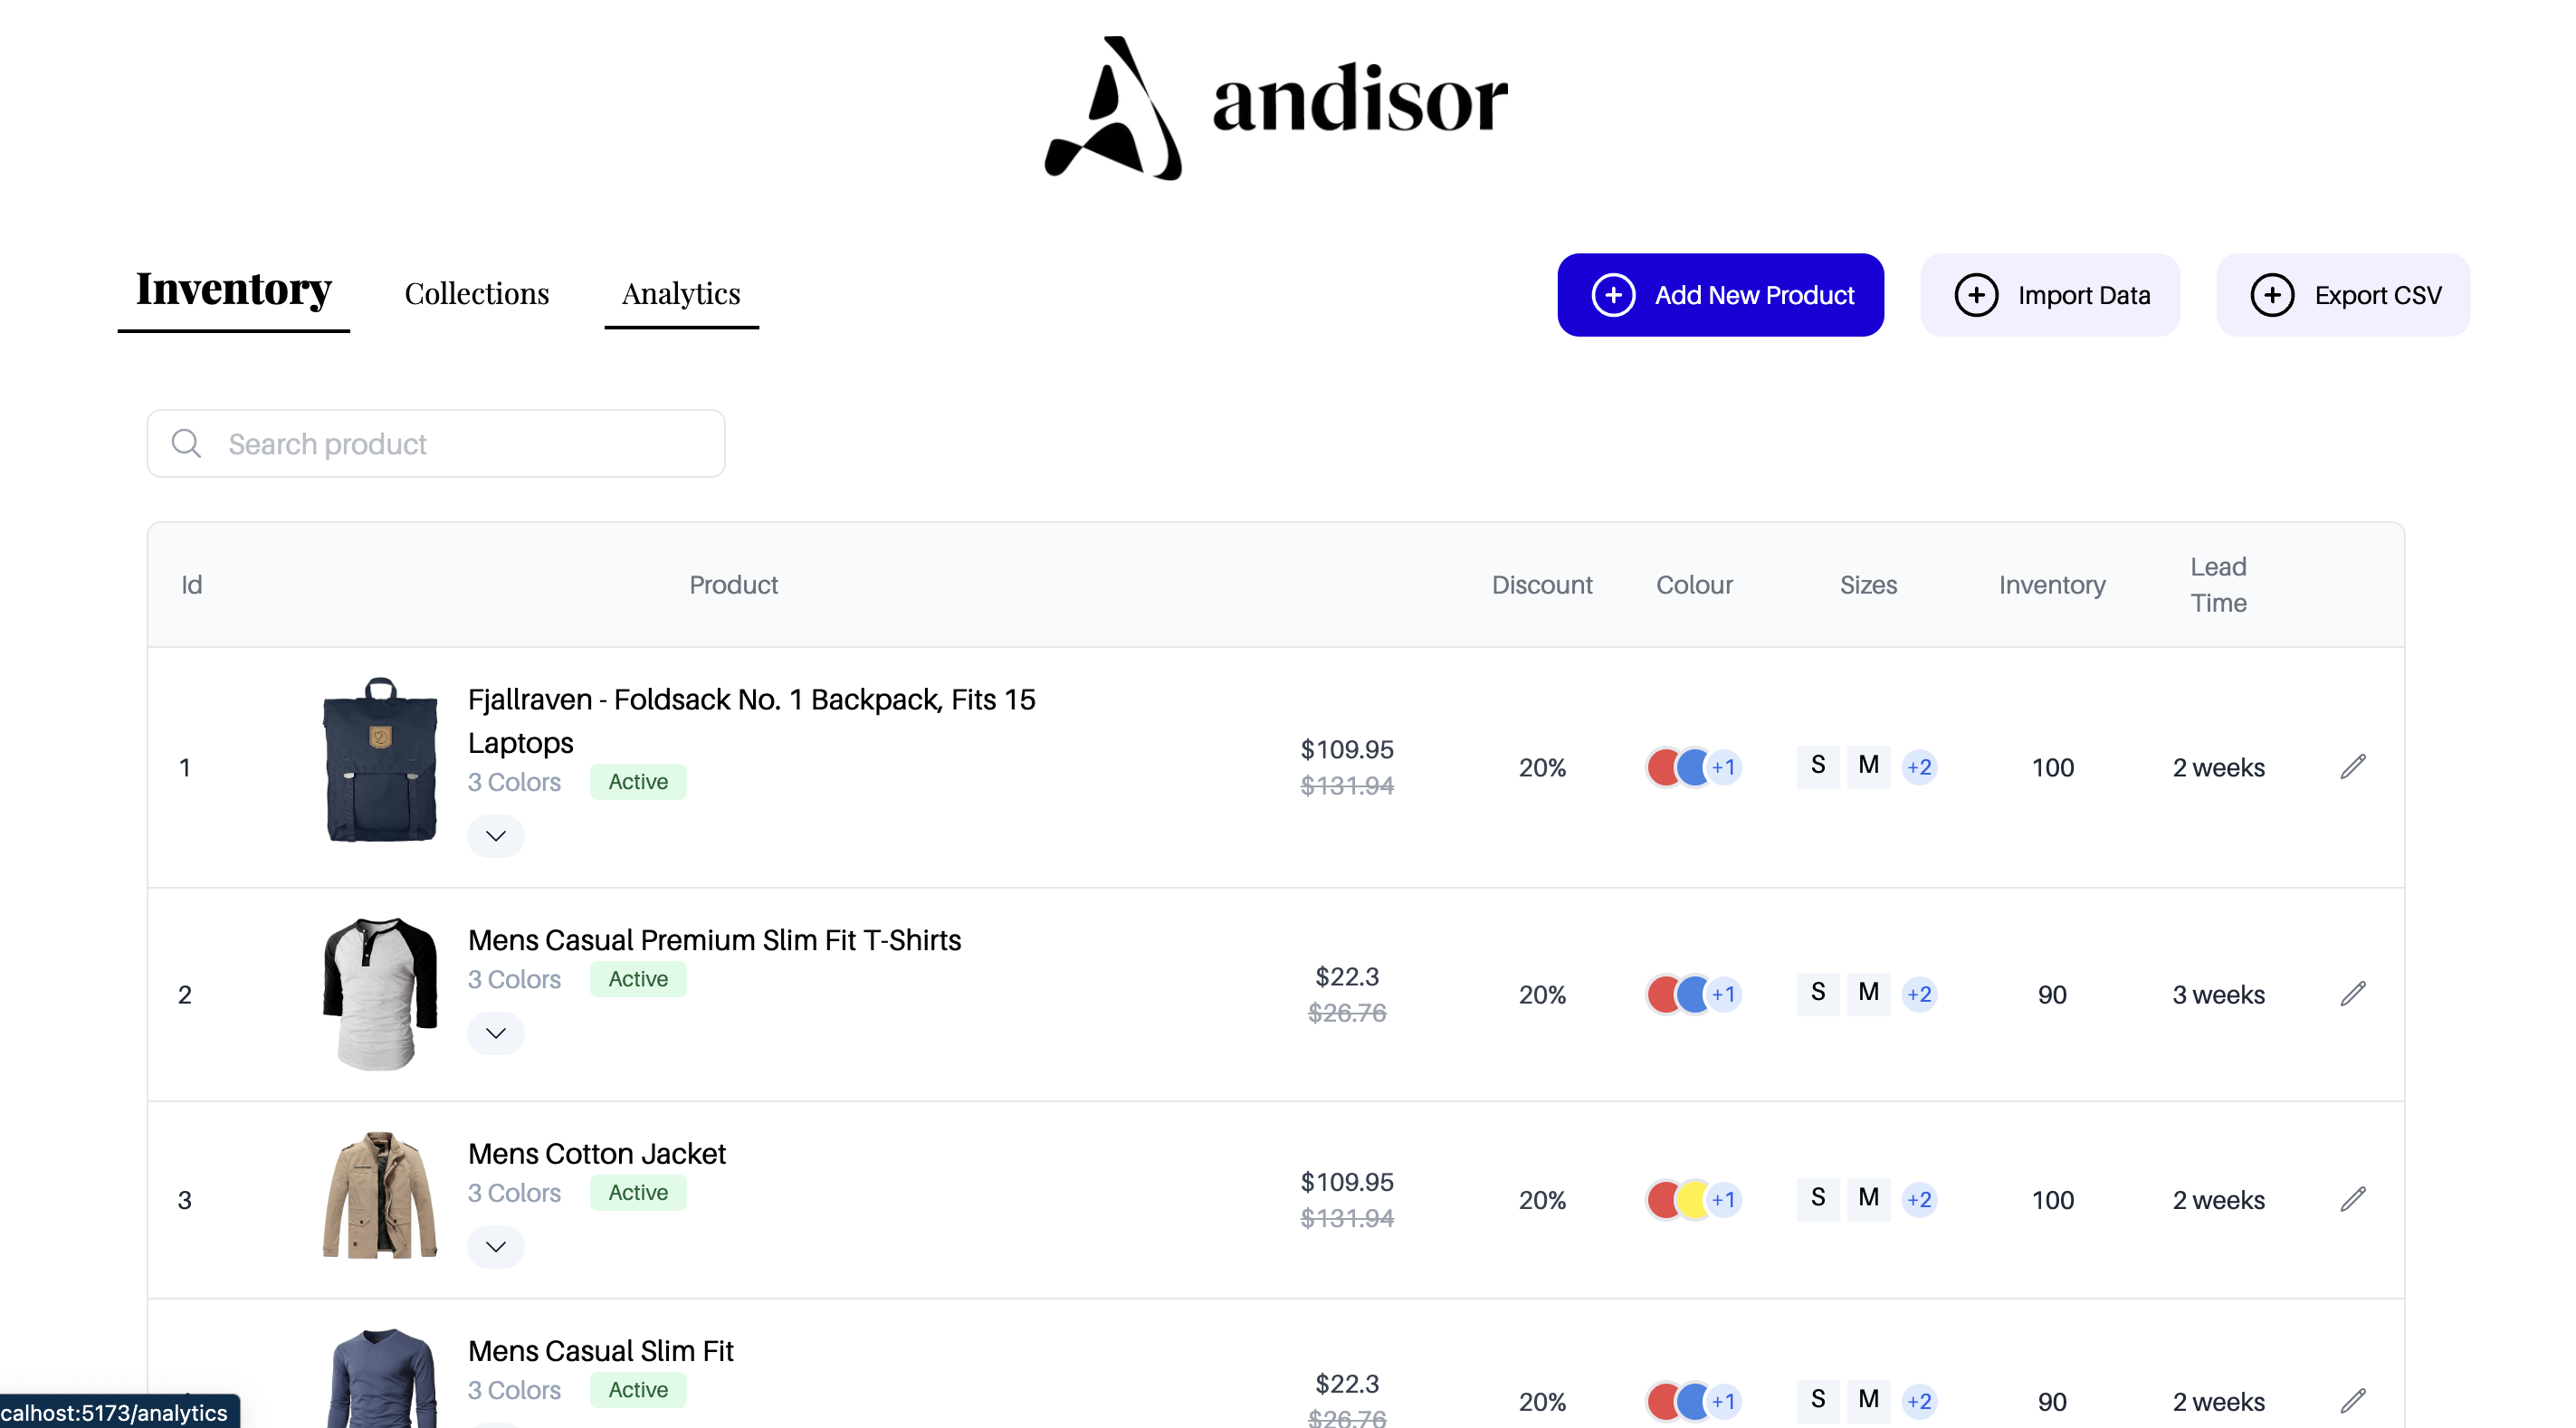 andisor
Inventory
Collections
Analytics
Add New Product
Import Data
Export CSV
Search product
Id
Product
Discount
Colour
Sizes
Inventory
Lead
Time
1
Fjallraven - Foldsack No. 1 Backpack, Fits 15
Laptops
3 Colors
Active
$109.95
$131.94
20%
+1
S
M
+2
100
2 weeks
2
Mens Casual Premium Slim Fit T-Shirts
3 Colors
Active
$22.3
$26.76
20%
+1
S
M
+2
90
3 weeks
3
Mens Cotton Jacket
3 Colors
Active
$109.95
$131.94
20%
+1
S
M
+2
100
2 weeks
Mens Casual Slim Fit
3 Colors
Active
$22.3
$26.76
20%
+1
S
M
+2
90
2 weeks
calhost:5173/analytics